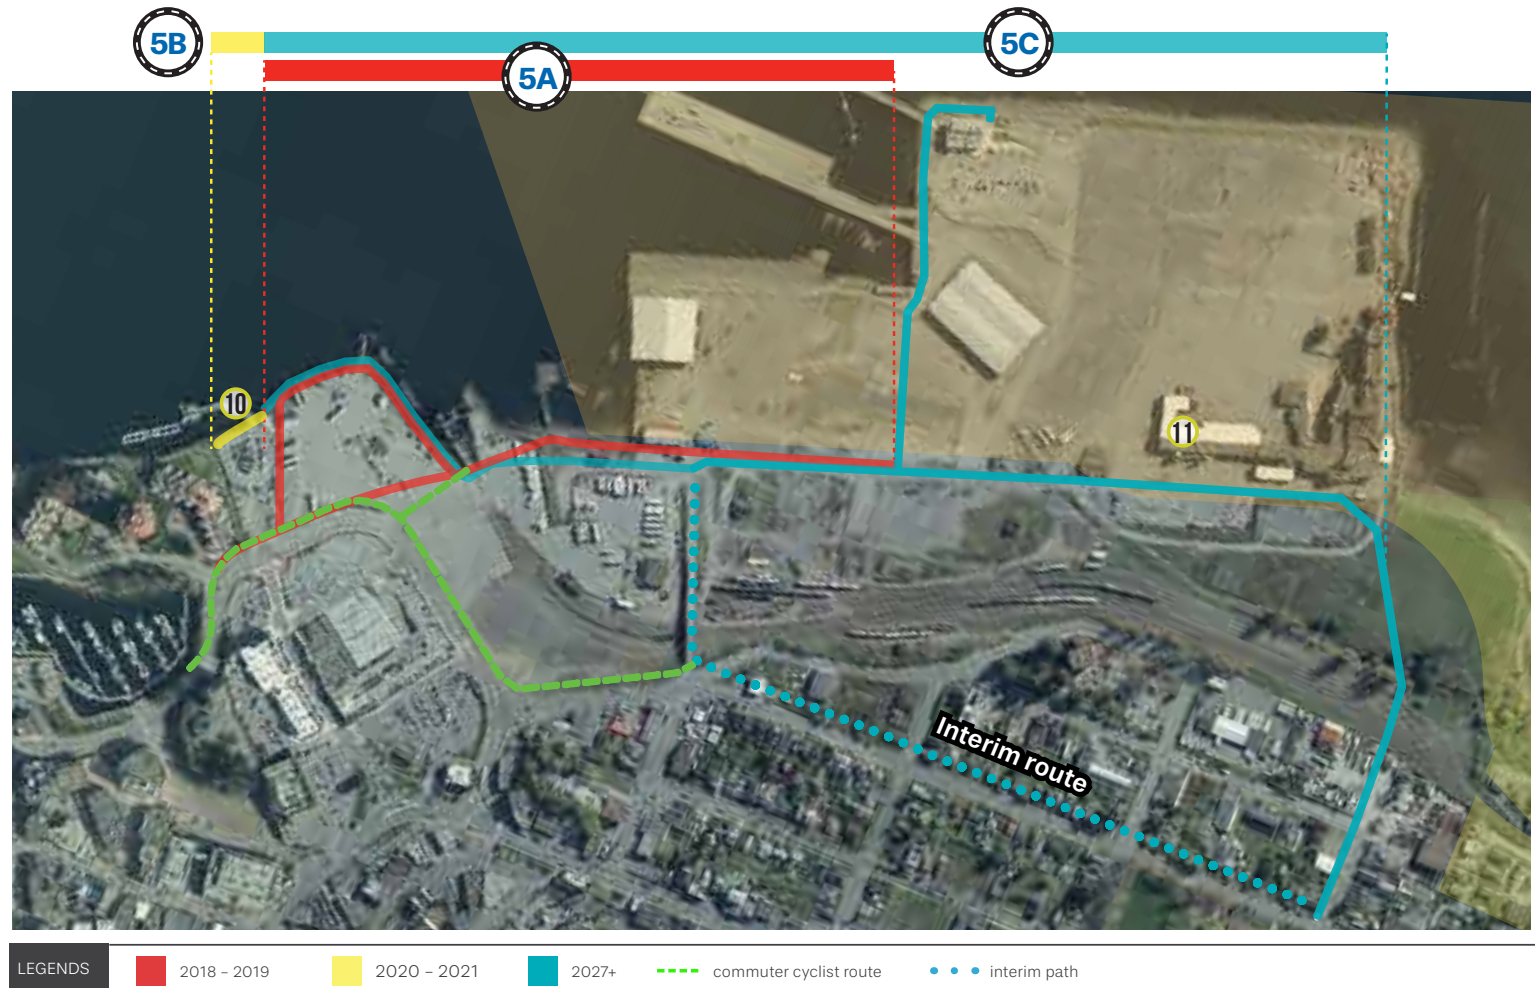 5B
5C
5A
10
11
Interim route
LEGENDS
2018 – 2019
2020 – 2021
2027+
commuter cyclist route
interim path